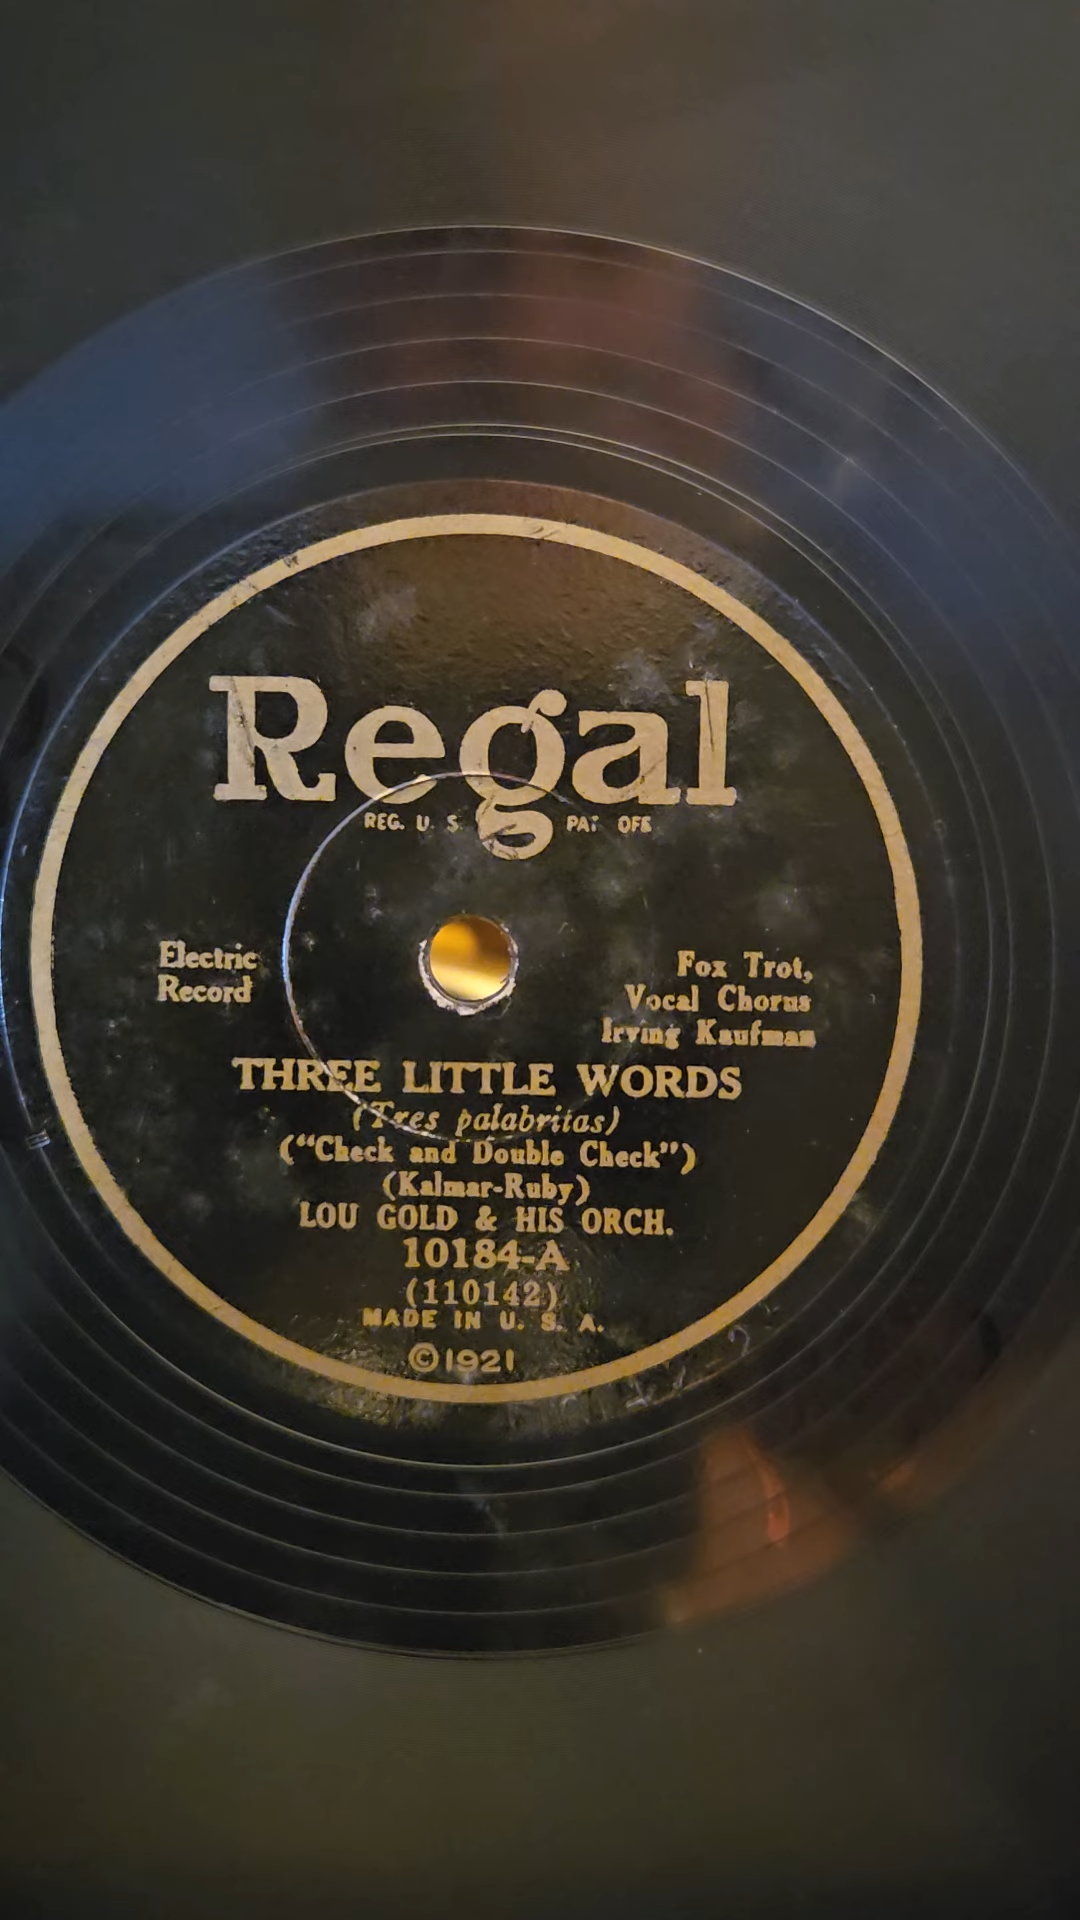 Regal
REG. U. S. PAT OFF
Electric
Record
Fox Trot,
Vocal Chorus
Irving Kaufman
THREE LITTLE WORDS
(Tres palabritas)
("Check and Double Check")
(Kalmar-Ruby)
LOU GOLD & HIS ORCH.
10184-A
(110142)
MADE IN U. S. A.
©1921